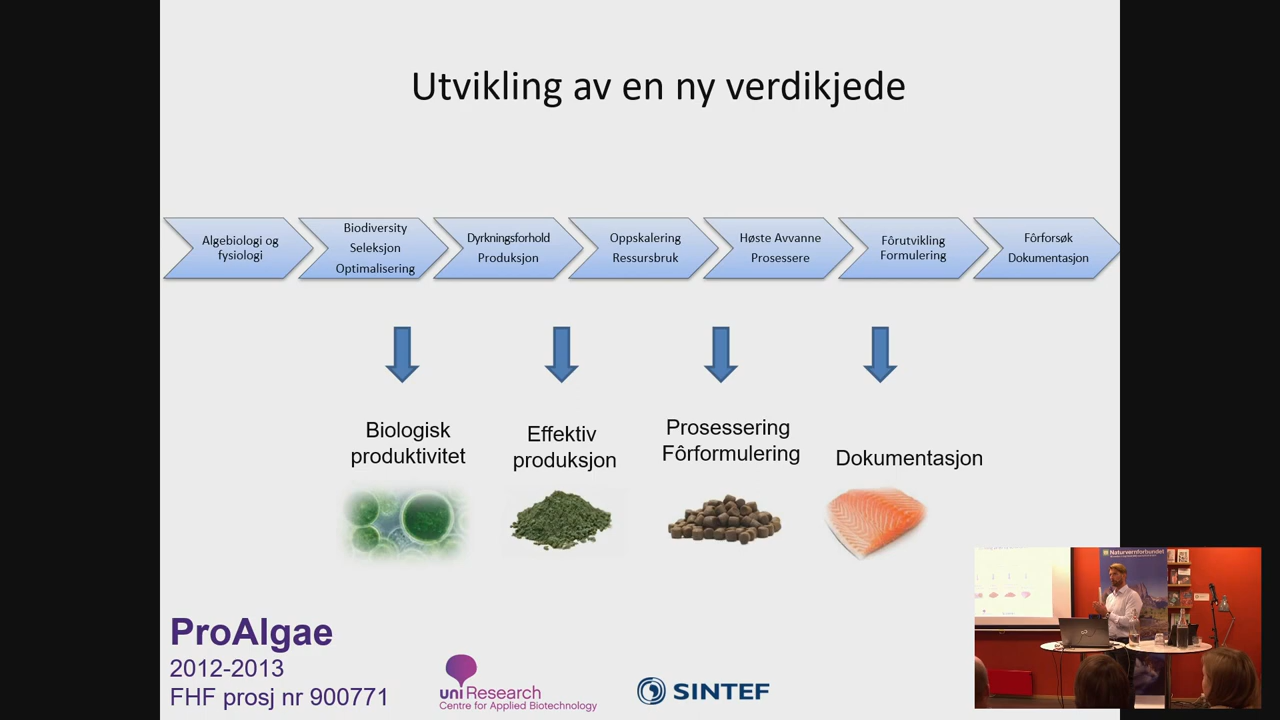 Utvikling av en ny verdikjede
Algebiologi og
fysiologi
Biodiversity
Seleksjon
Optimalisering
Dyrkningsforhold
Produksjon
Oppskalering
Ressursbruk
Høste Avvanne
Prosessere
Fôrutvikling
Formulering
Fôrforsøk
Dokumentasjon
Biologisk
produktivitet
Effektiv
produksjon
Prosessering
Fôrformulering
Dokumentasjon
ProAlgae
2012-2013
FHF prosj nr 900771
uni Research
Centre for Applied Biotechnology
SINTEF
Naturvernforbundet